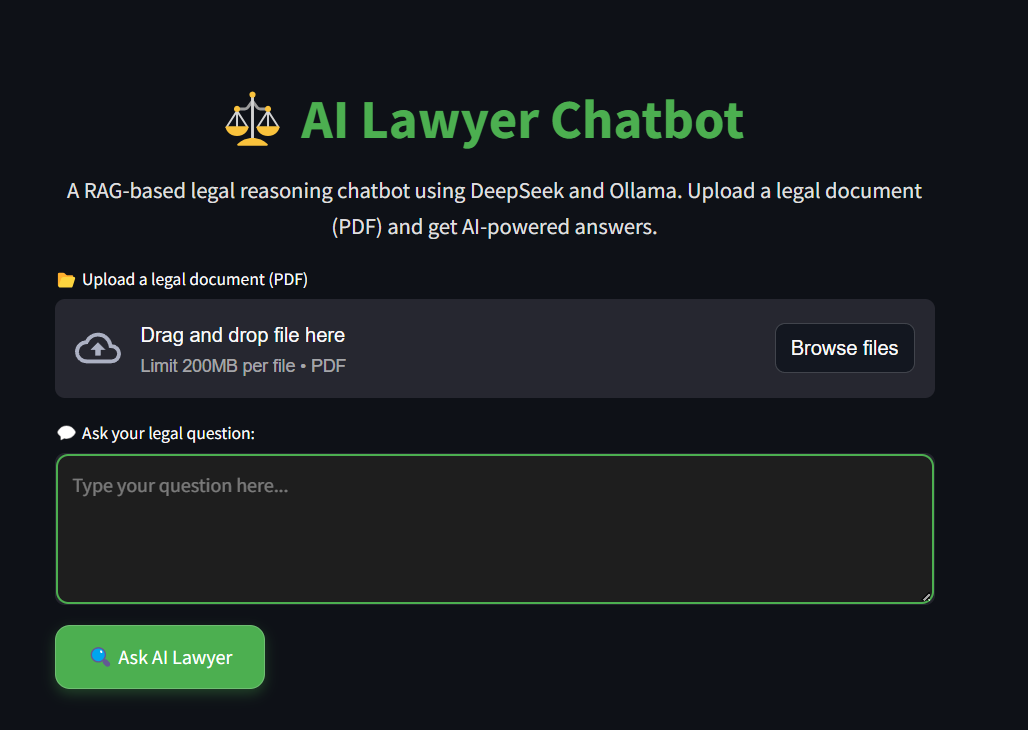 AI Lawyer Chatbot
A RAG-based legal reasoning chatbot using DeepSeek and Ollama. Upload a legal document
(PDF) and get AI-powered answers.
Upload a legal document (PDF)
Drag and drop file here
Limit 200MB per file • PDF
Browse files
Ask your legal question:
Type your question here...
Ask AI Lawyer